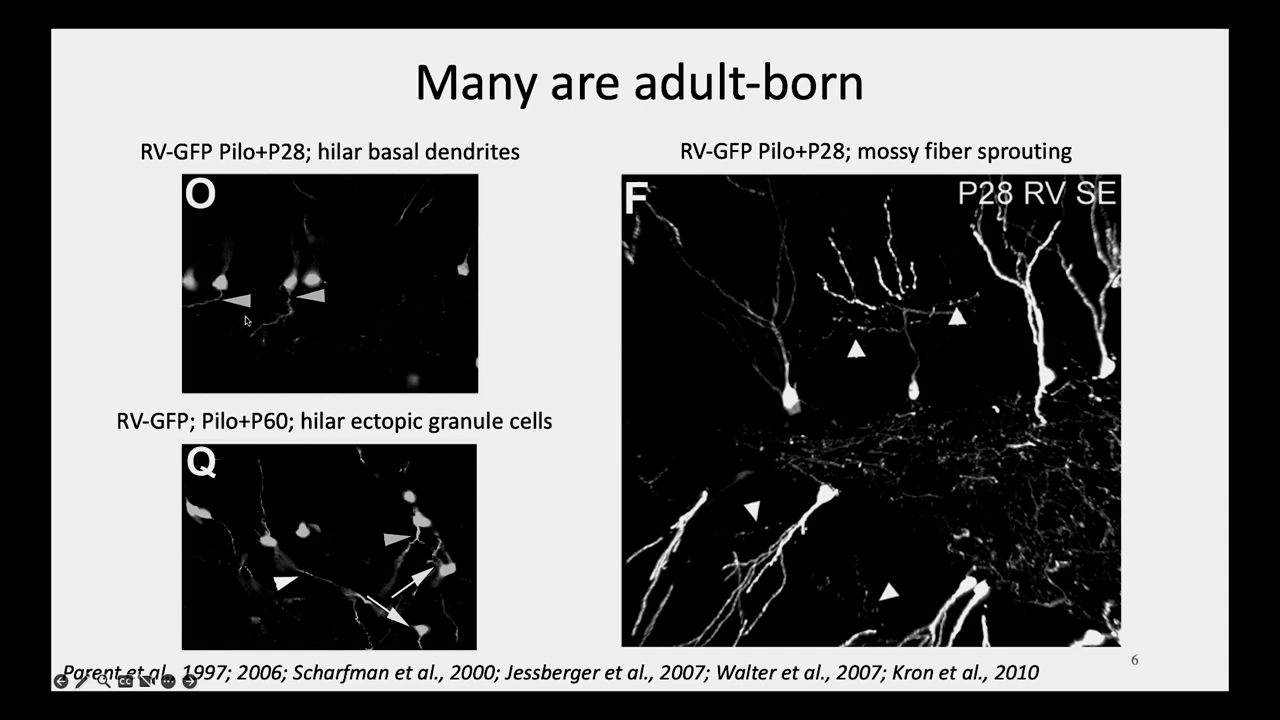 Many are adult-born
RV-GFP Pilo+P28; hilar basal dendrites
O
RV-GFP; Pilo+P60; hilar ectopic granule cells
Q
RV-GFP Pilo+P28; mossy fiber sprouting
F
P28 RV SE
Parent et al., 1997; 2006; Scharfman et al., 2000; Jessberger et al., 2007; Walter et al., 2007; Kron et al., 2010
6